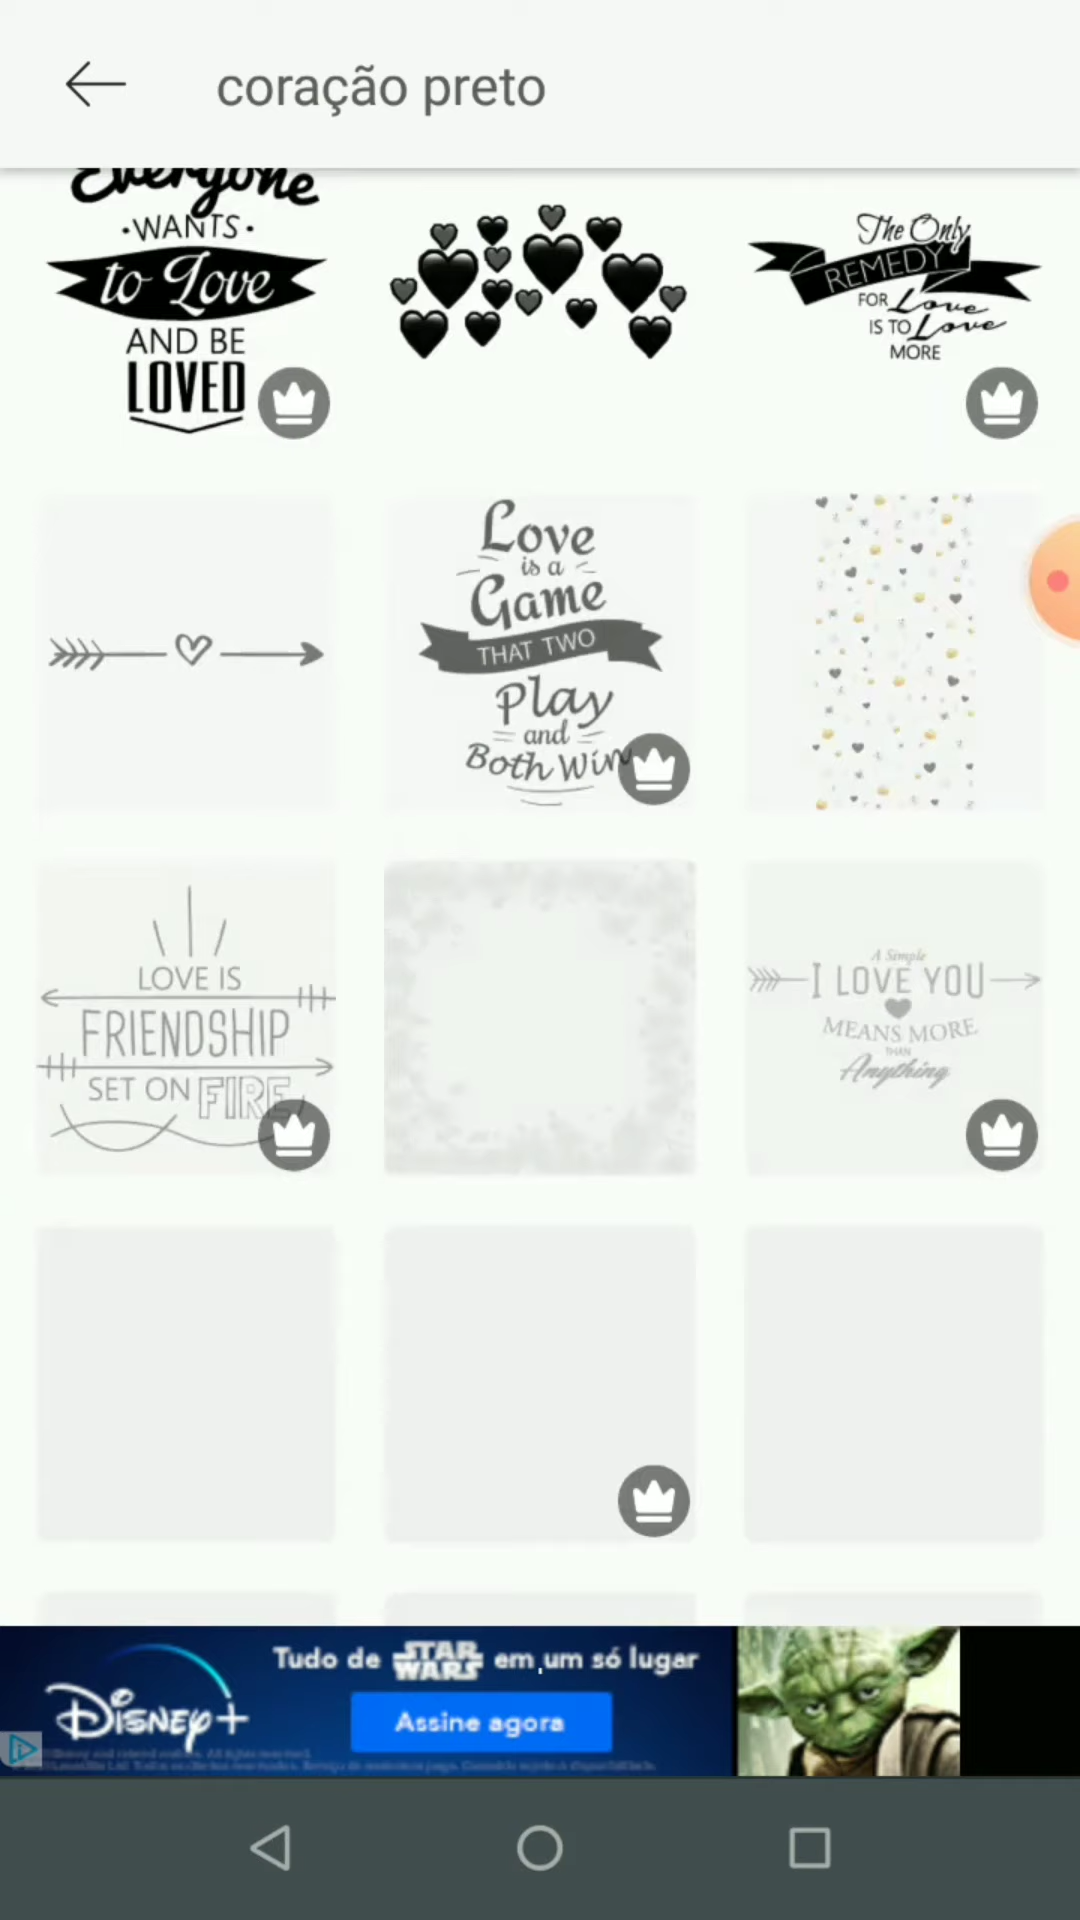 coração preto
Everyone
·WANTS·
to Love
AND BE
LOVED
The Only
REMEDY
FOR Love
IS TO Love
MORE
Love
is a
Game
THAT TWO
Play
and
Both Win
LOVE IS
FRIENDSHIP
SET ON FIRE
A Simple
I LOVE YOU
MEANS MORE
THAN
Anything
Tudo de STAR WARS em um só lugar
Disney+
Assine agora